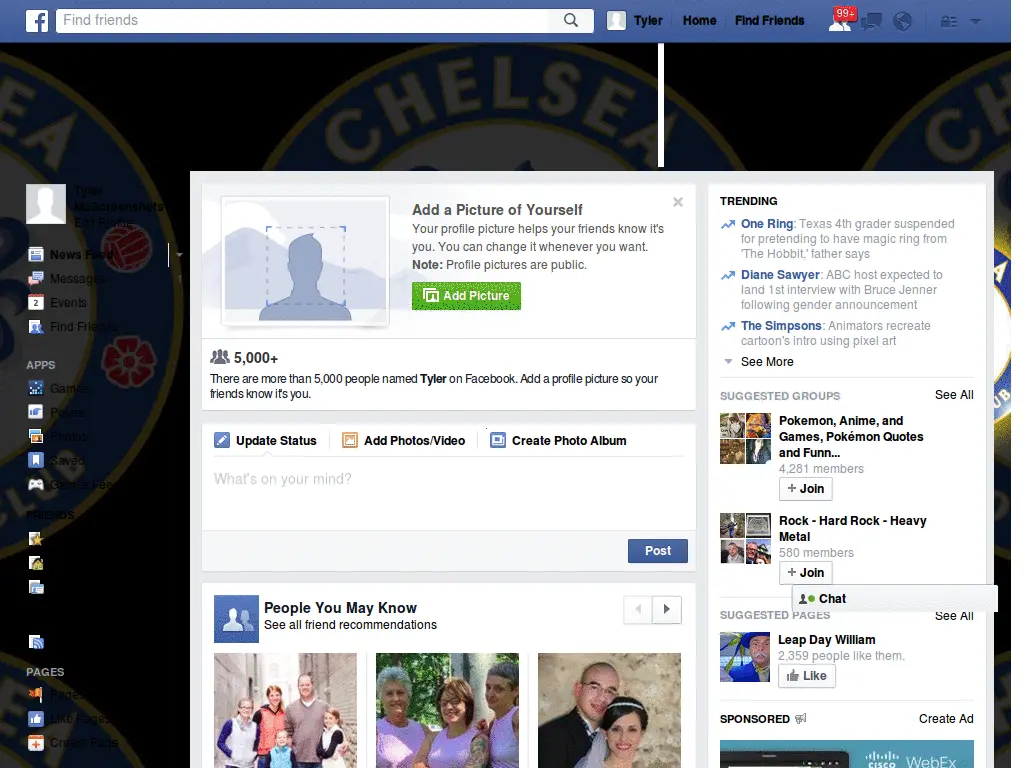 Find friends
Tyler
Home
Find Friends
99+
CHELSEA
Tyler
McScreenshots
Edit Profile
News Feed
Messages
2
Events
Find Friends
APPS
Games
Pokes
Photos
Saved
Games Feed
FRIENDS
PAGES
Pages
Like Pages
Create Page
Add a Picture of Yourself
Your profile picture helps your friends know it's
you. You can change it whenever you want.
Note: Profile pictures are public.
Add Picture
5,000+
There are more than 5,000 people named Tyler on Facebook. Add a profile picture so your
friends know it's you.
Update Status
Add Photos/Video
Create Photo Album
What's on your mind?
Post
People You May Know
See all friend recommendations
TRENDING
One Ring: Texas 4th grader suspended
for pretending to have magic ring from
'The Hobbit,' father says
Diane Sawyer: ABC host expected to
land 1st interview with Bruce Jenner
following gender announcement
The Simpsons: Animators recreate
cartoon's intro using pixel art
See More
SUGGESTED GROUPS
See All
Pokemon, Anime, and
Games, Pokémon Quotes
and Funn...
4,281 members
+ Join
Rock - Hard Rock - Heavy
Metal
580 members
+ Join
Chat
SUGGESTED PAGES
See All
Leap Day William
2,359 people like them.
Like
SPONSORED
Create Ad
CISCO
WebEx